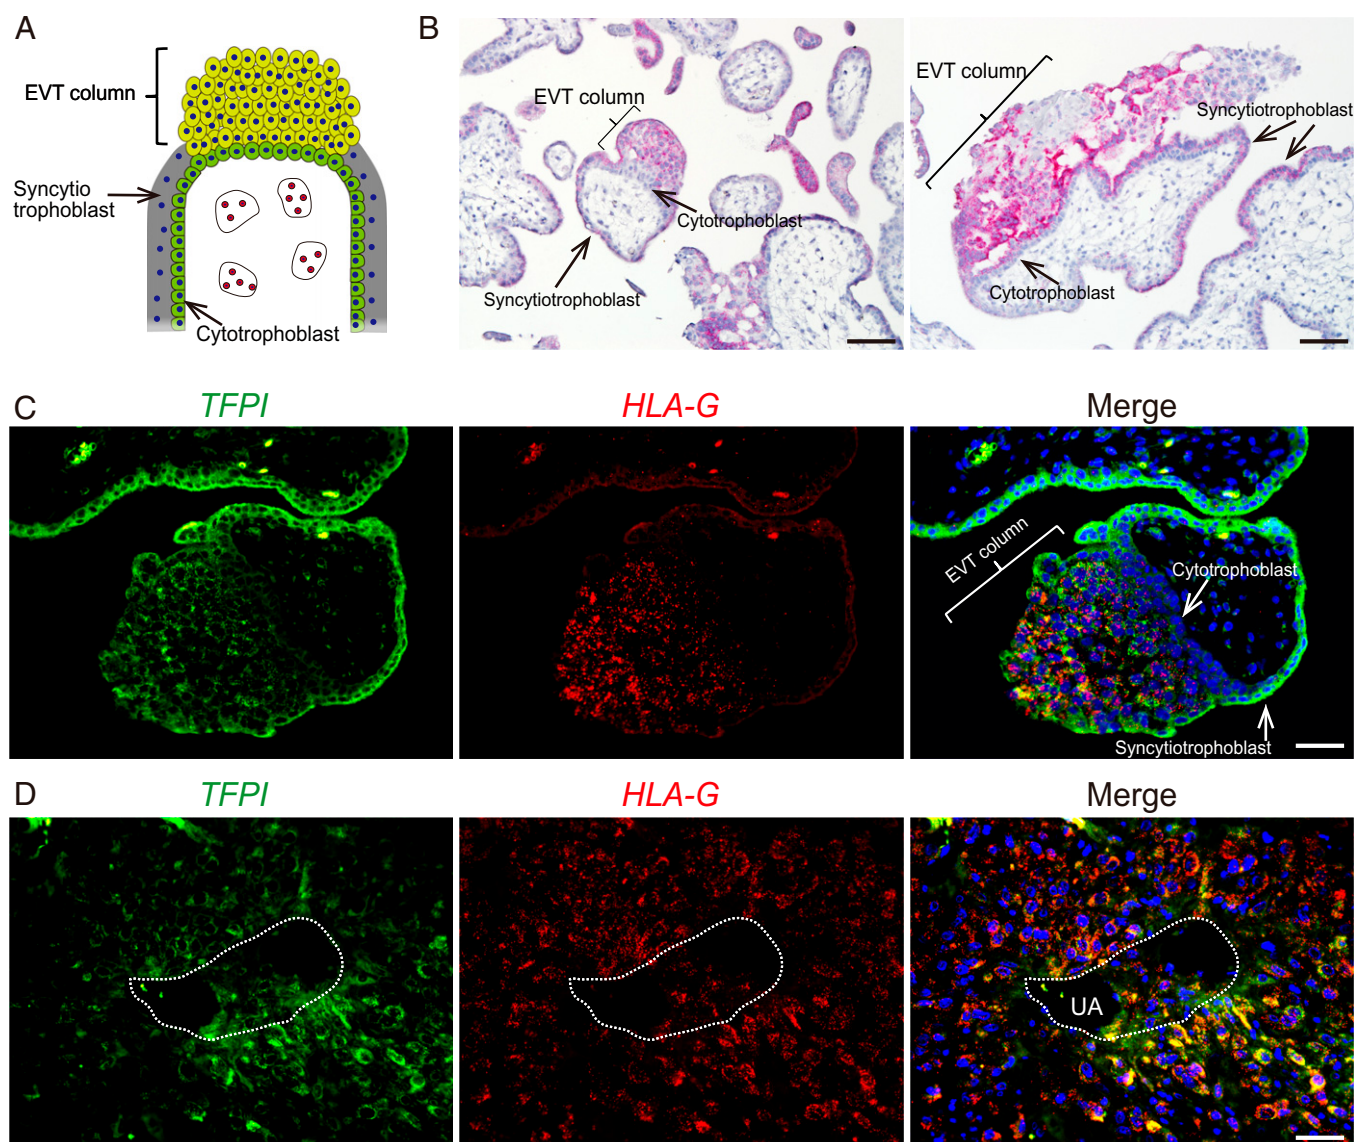 A
EVT column
Syncytio
trophoblast
Cytotrophoblast
B
EVT column
Cytotrophoblast
Syncytiotrophoblast
EVT column
Syncytiotrophoblast
Cytotrophoblast
C
TFPI
HLA-G
Merge
EVT column
Cytotrophoblast
Syncytiotrophoblast
D
TFPI
HLA-G
Merge
UA